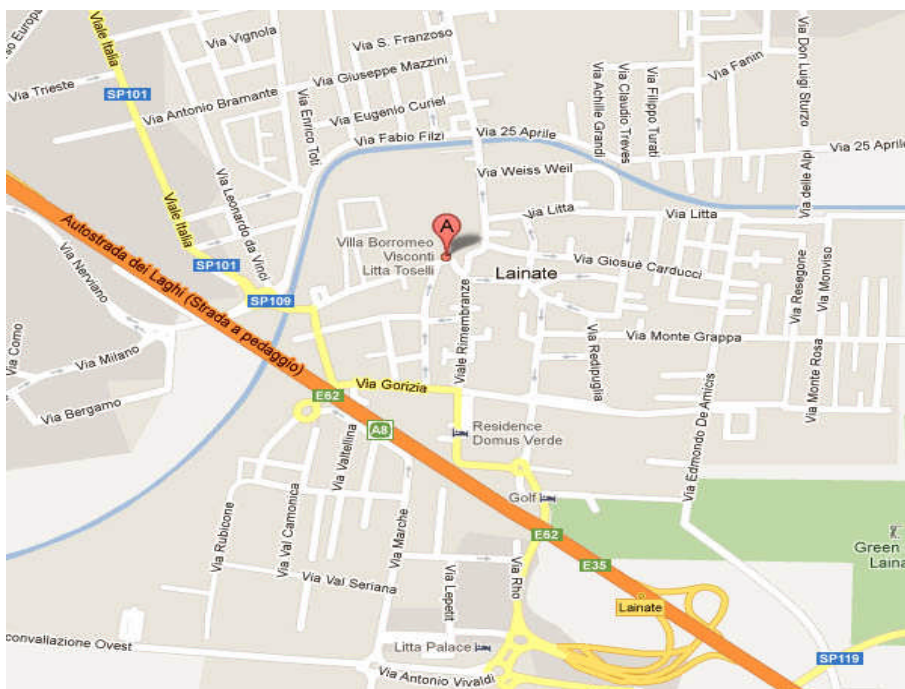 Viale Italia
Via Vignola
Via S. Franzoso
Via Don Luigi Sturzo
so Europa
Via Trieste
SP101
Via Giuseppe Mazzini
Via Fanin
Via Antonio Bramante
Via Enrico Toti
Via Eugenio Curiel
Via Achille Grandi
Via Claudio Treves
Via Filippo Turati
Via Fabio Filzi
Via 25 Aprile
Via 25 Aprile
Via Weiss Weil
Via delle Alpi
Viale Italia
Via Leonardo da Vinci
Via Litta
Via Litta
A
Autostrada dei Laghi (Strada a pedaggio)
Villa Borromeo
Visconti
Litta Toselli
Via Nerviano
SP101
Lainate
Via Giosuè Carducci
Via Resegone
Via Monviso
SP109
Viale Rimembranze
Via Redipuglia
Via Monte Grappa
Via Como
Via Milano
Via Monte Rosa
Via Gorizia
E62
Via Edmondo De Amicis
Via Bergamo
A8
Residence
Domus Verde
Via Valtellina
Golf
Via Rubicone
Via Val Camonica
Via Marche
E62
Green
Laina
E35
Via Val Seriana
Via Lepetit
Via Rho
Lainate
convallazione Ovest
Litta Palace
SP119
Via Antonio Vivaldi